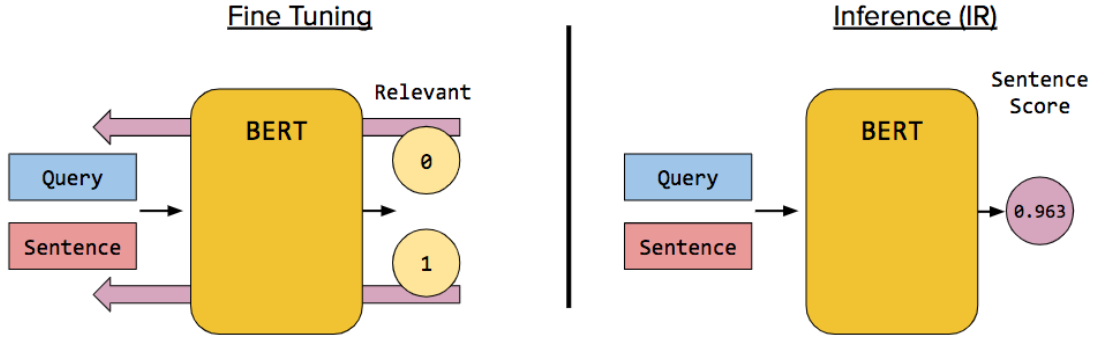 Fine Tuning
Relevant
BERT
0
Query
Sentence
1
Inference (IR)
Sentence
Score
BERT
Query
0.963
Sentence